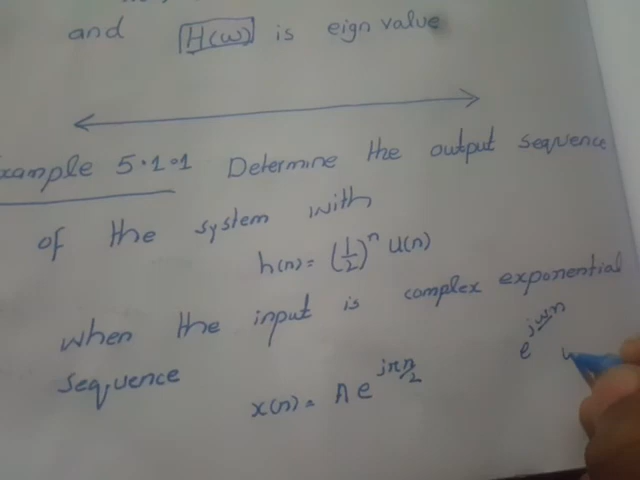 and H(ω) is eign value
xample 5.1.1 Determine the output sequence
of the system with
h(n) = (1/2)^n U(n)
when the input is complex exponential
sequence
x(n) = A e^{jπn/2} e^{jωn}